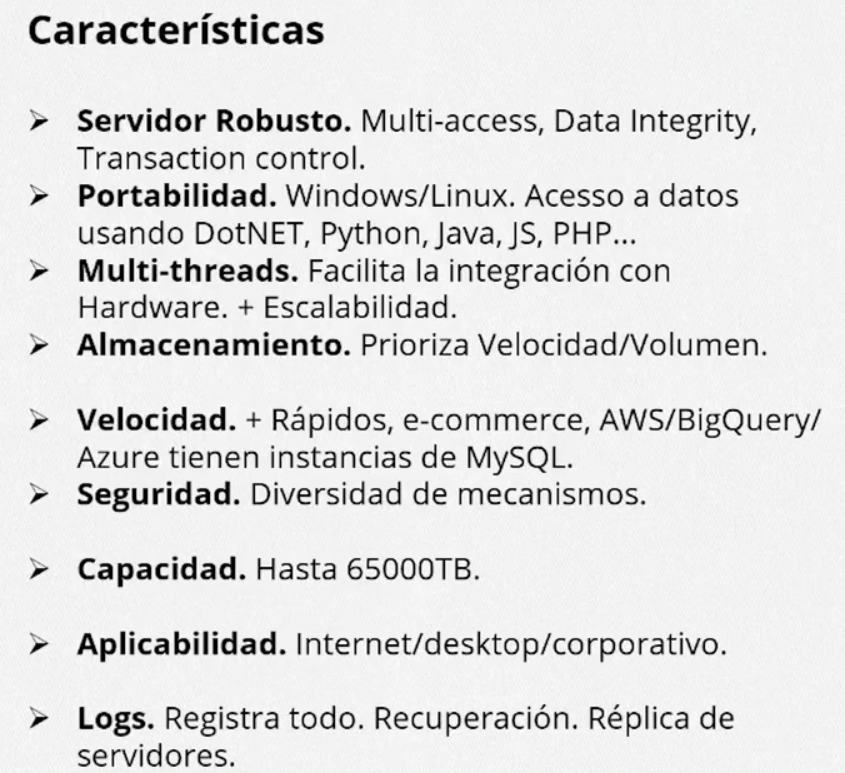 Características
➢ Servidor Robusto. Multi-access, Data Integrity,
Transaction control.
➢ Portabilidad. Windows/Linux. Acesso a datos
usando DotNET, Python, Java, JS, PHP...
➢ Multi-threads. Facilita la integración con
Hardware. + Escalabilidad.
➢ Almacenamiento. Prioriza Velocidad/Volumen.
➢ Velocidad. + Rápidos, e-commerce, AWS/BigQuery/
Azure tienen instancias de MySQL.
➢ Seguridad. Diversidad de mecanismos.
➢ Capacidad. Hasta 65000TB.
➢ Aplicabilidad. Internet/desktop/corporativo.
➢ Logs. Registra todo. Recuperación. Réplica de
servidores.